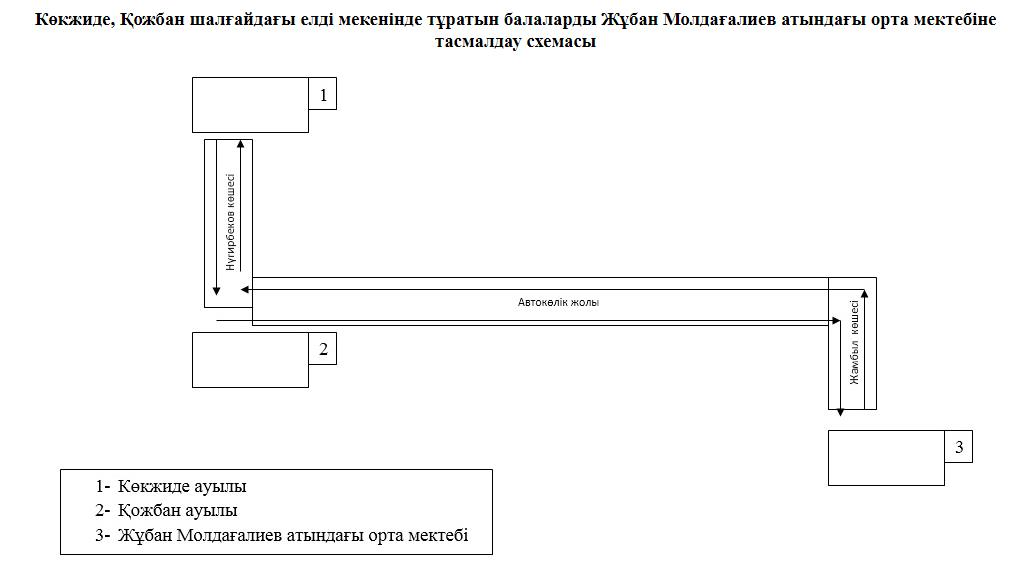 Көкжиде, Қожбан шалғайдағы елді мекенінде тұратын балаларды Жұбан Молдағалиев атындағы орта мектебіне
тасмалдау схемасы
1
Нүгирбеков көшесі
Автокөлік жолы
2
Жамбыл көшесі
3
1- Көкжиде ауылы
2- Қожбан ауылы
3- Жұбан Молдағалиев атындағы орта мектебі